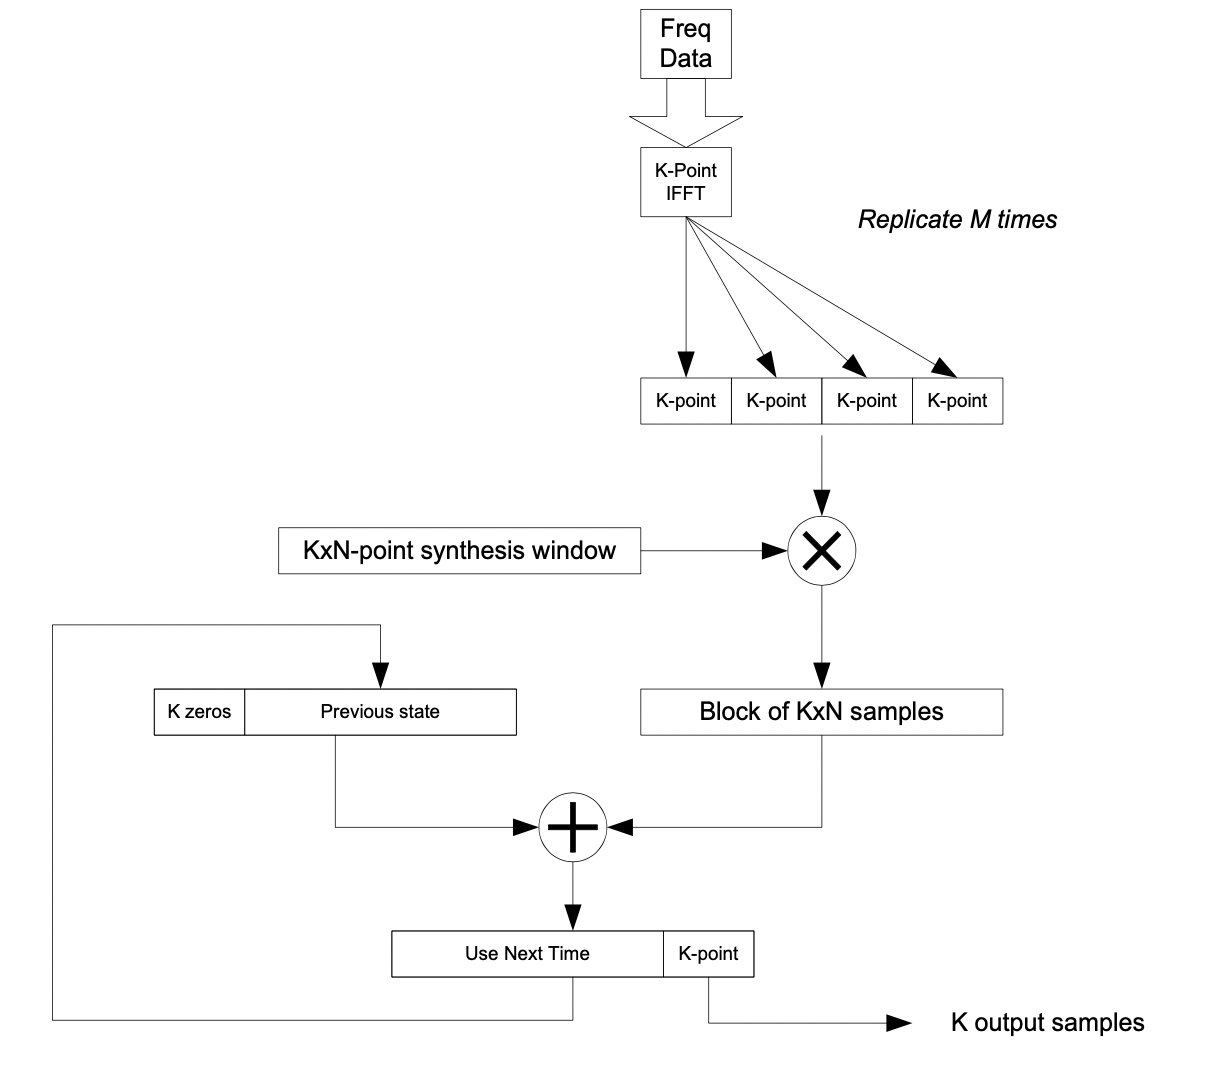 Freq
Data
K-Point
IFFT
Replicate M times
K-point K-point K-point K-point
KxN-point synthesis window
K zeros Previous state Block of KxN samples
Use Next Time K-point
K output samples